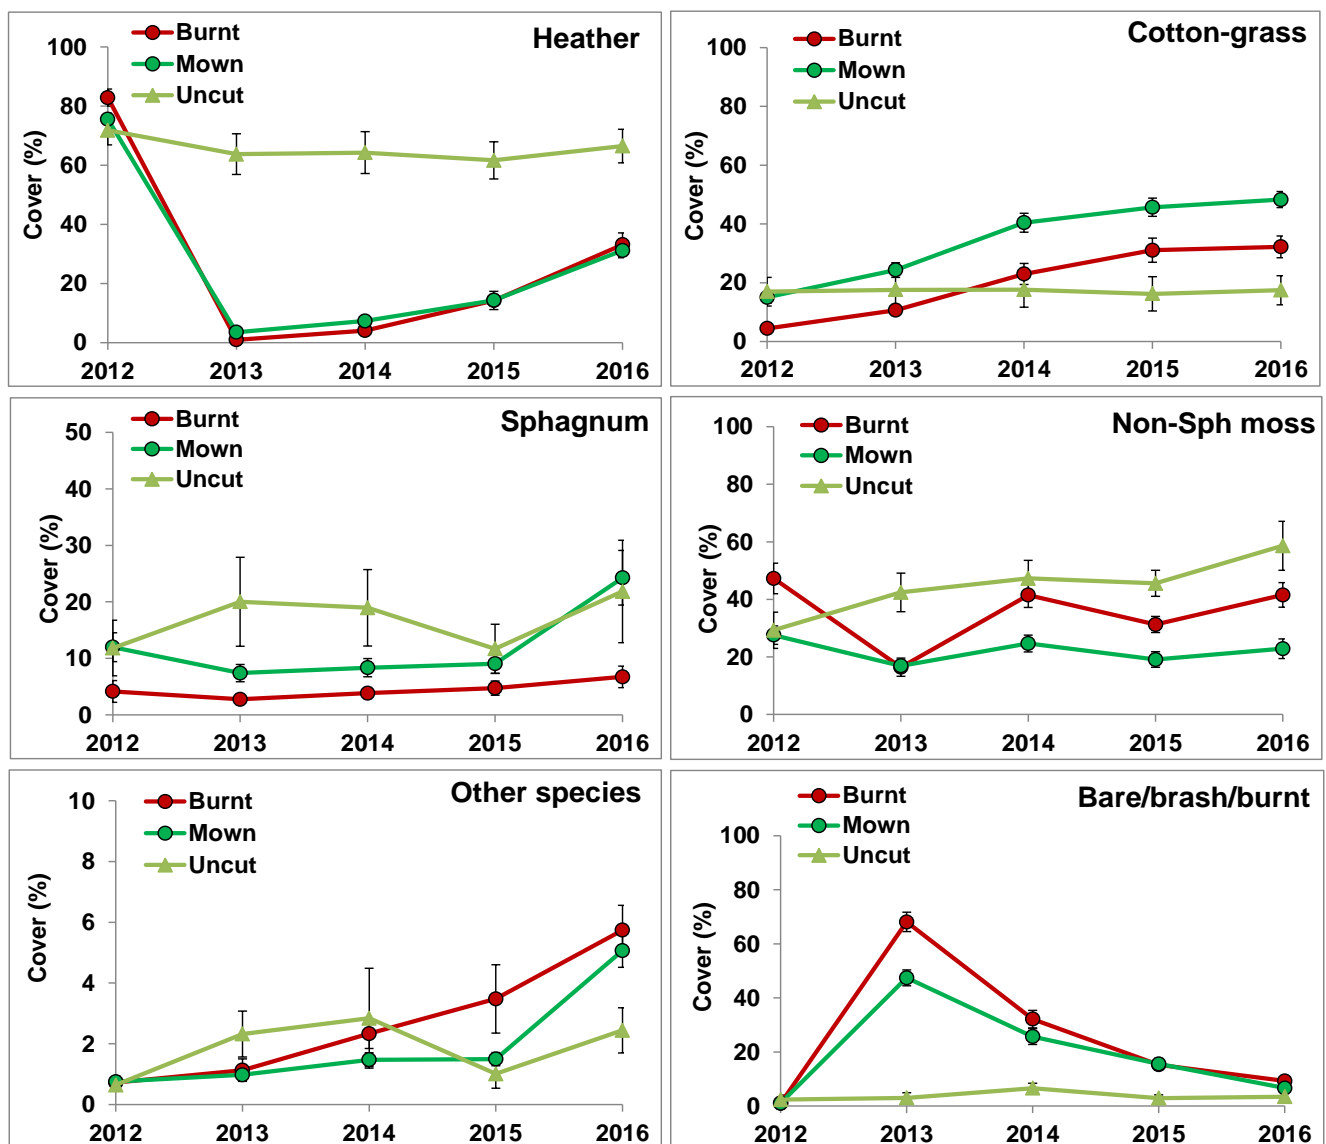 Heather
Burnt
Mown
Uncut
Cover (%)
100
80
60
40
20
0
2012 2013 2014 2015 2016
Cotton-grass
Burnt
Mown
Uncut
Cover (%)
100
80
60
40
20
0
2012 2013 2014 2015 2016
Sphagnum
Burnt
Mown
Uncut
Cover (%)
50
40
30
20
10
0
2012 2013 2014 2015 2016
Non-Sph moss
Burnt
Mown
Uncut
Cover (%)
100
80
60
40
20
0
2012 2013 2014 2015 2016
Other species
Burnt
Mown
Uncut
Cover (%)
10
8
6
4
2
0
2012 2013 2014 2015 2016
Bare/brash/burnt
Burnt
Mown
Uncut
Cover (%)
100
80
60
40
20
0
2012 2013 2014 2015 2016